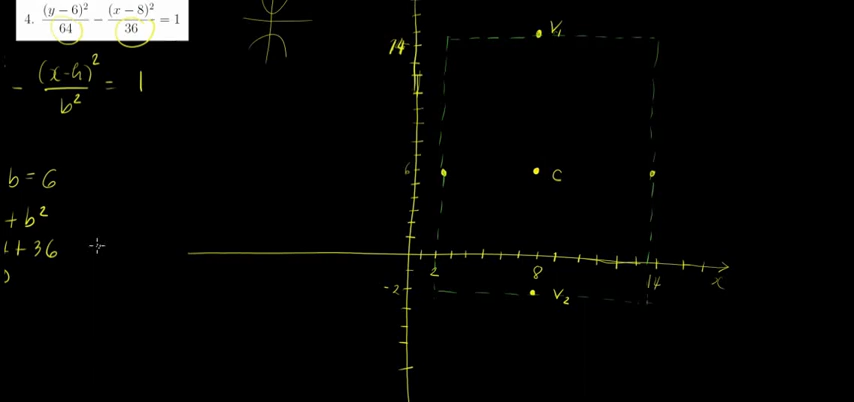 4. (y − 6)² / 64 − (x − 8)² / 36 = 1
− (x-h)² / b² = 1
b = 6
+ b²
+ 36
14
6
-2
2
8
14
x
V₁
C
V₂